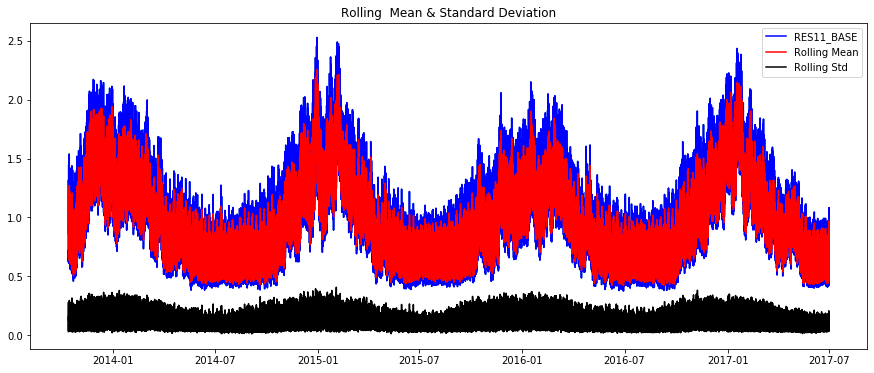 Rolling  Mean & Standard Deviation
RES11_BASE
Rolling Mean
Rolling Std
2.5
2.0
1.5
1.0
0.5
0.0
2014-01 2014-07 2015-01 2015-07 2016-01 2016-07 2017-01 2017-07